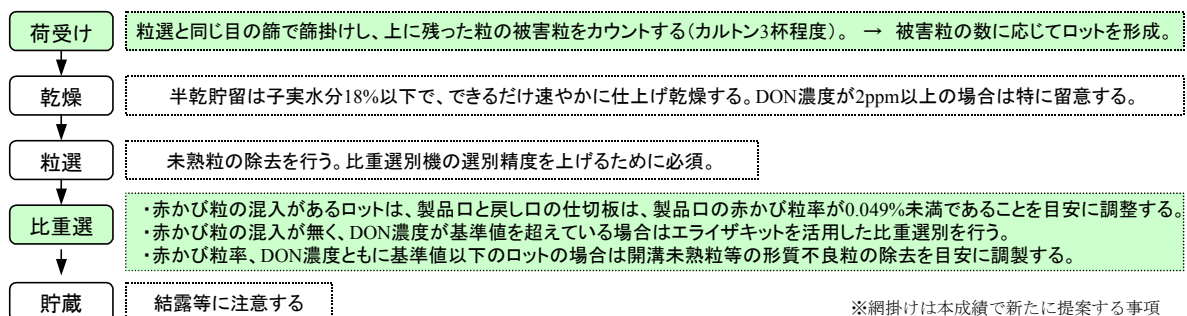 荷受け
粒選と同じ目の篩で篩掛けし、上に残った粒の被害粒をカウントする(カルトン3杯程度)。 → 被害粒の数に応じてロットを形成。
乾燥
半乾貯留は子実水分18%以下で、できるだけ速やかに仕上げ乾燥する。DON濃度が2ppm以上の場合は特に留意する。
粒選
未熟粒の除去を行う。比重選別機の選別精度を上げるために必須。
比重選
・赤かび粒の混入があるロットは、製品口と戻し口の仕切板は、製品口の赤かび粒率が0.049%未満であることを目安に調整する。
・赤かび粒の混入が無く、DON濃度が基準値を超えている場合はエライザキットを活用した比重選別を行う。
・赤かび粒率、DON濃度ともに基準値以下のロットの場合は開溝未熟粒等の形質不良粒の除去を目安に調製する。
貯蔵
結露等に注意する
※網掛けは本成績で新たに提案する事項